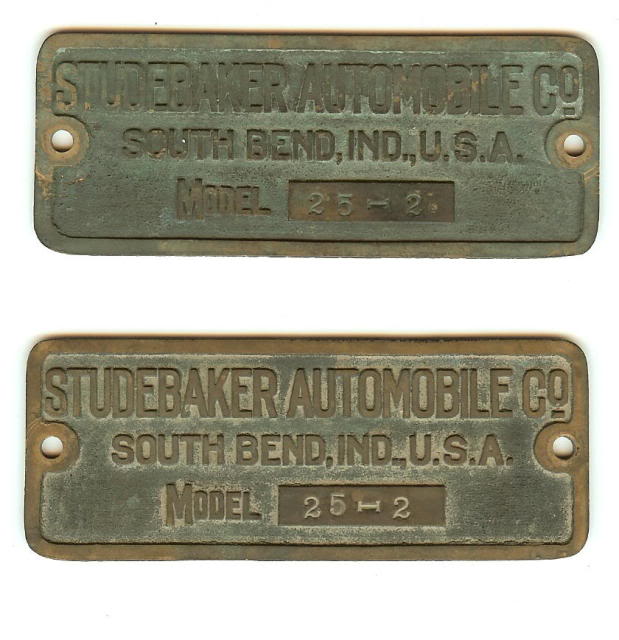 STUDEBAKER AUTOMOBILE CO.
SOUTH BEND, IND., U.S.A.
MODEL 25-2
STUDEBAKER AUTOMOBILE CO.
SOUTH BEND, IND., U.S.A.
MODEL 25-2